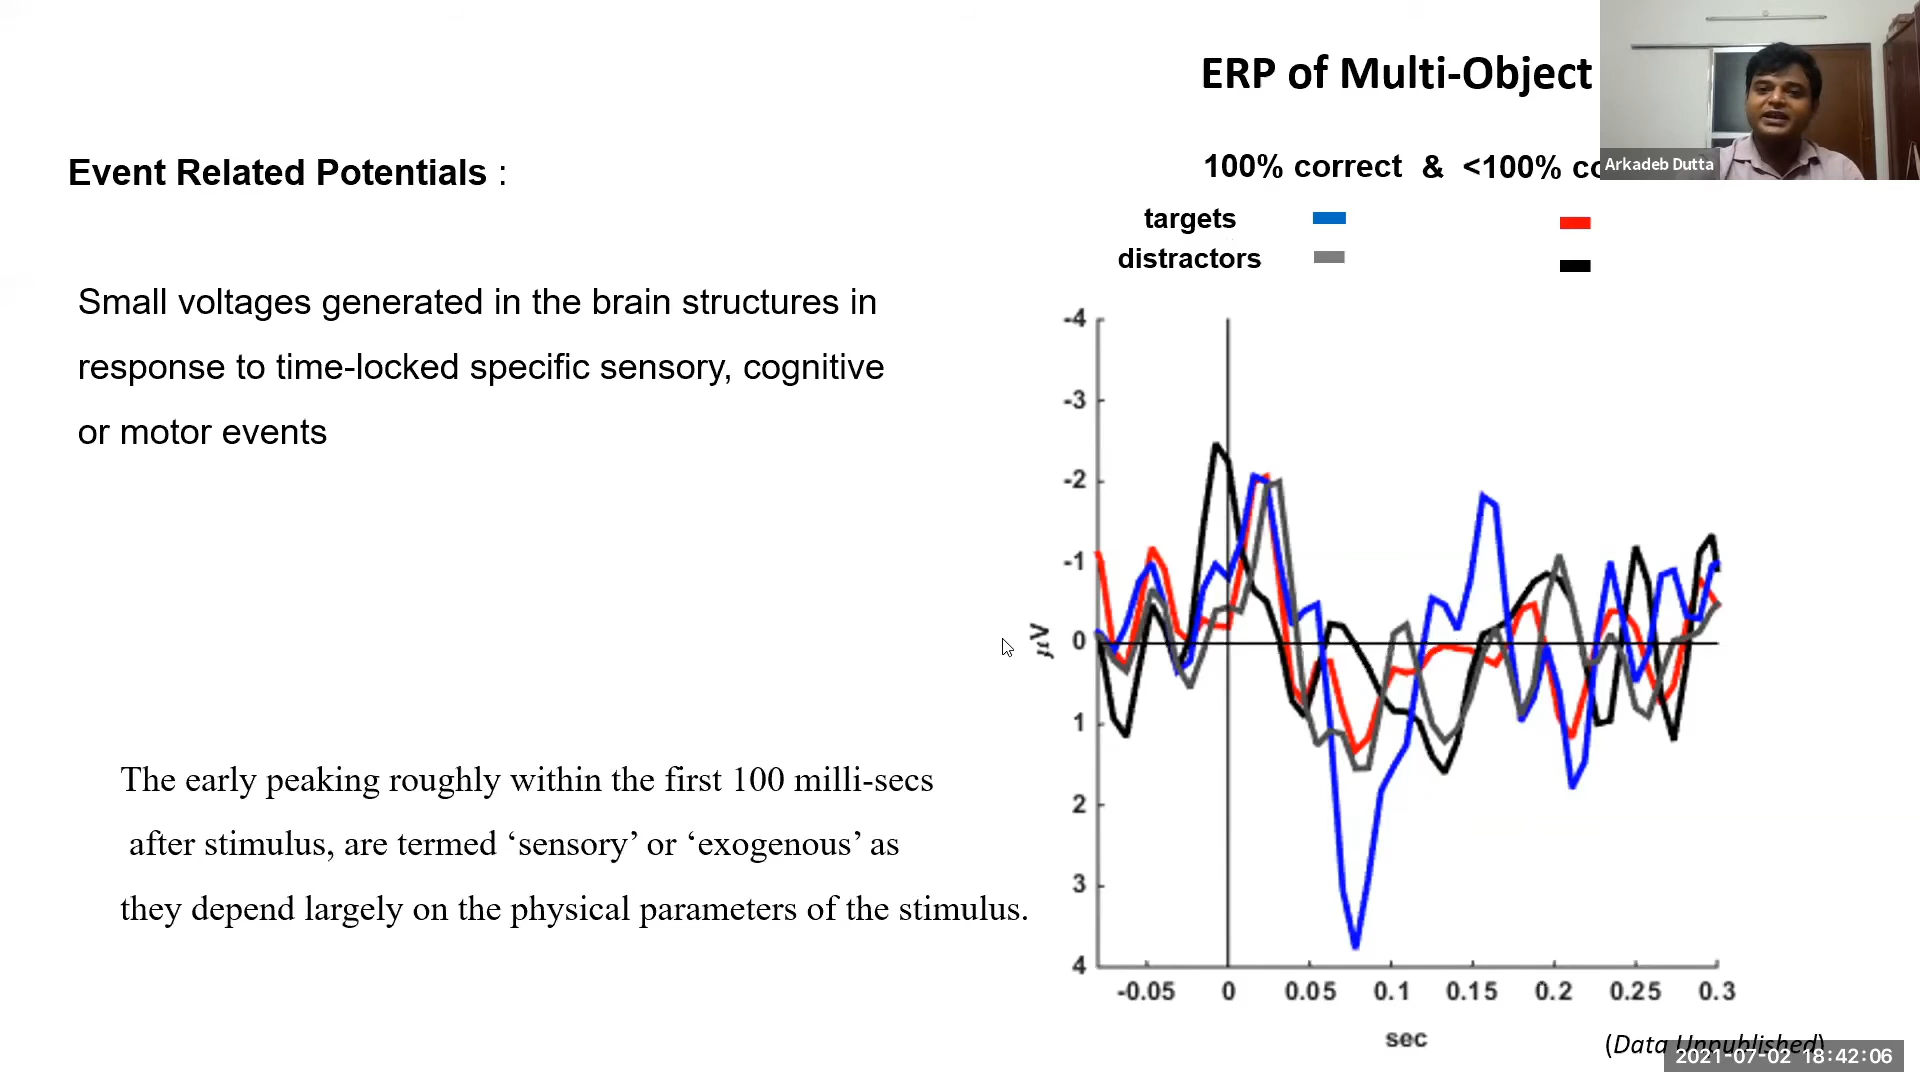 ERP of Multi-Object
Arkadeb Dutta
Event Related Potentials :
100% correct & <100%
targets
distractors
Small voltages generated in the brain structures in
response to time-locked specific sensory, cognitive
or motor events
The early peaking roughly within the first 100 milli-secs
after stimulus, are termed ‘sensory’ or ‘exogenous’ as
they depend largely on the physical parameters of the stimulus.
-4
-3
-2
-1
0
1
2
3
4
µV
-0.05 0 0.05 0.1 0.15 0.2 0.25 0.3
sec
(Data Unpublished)
2021-07-02 18:42:06